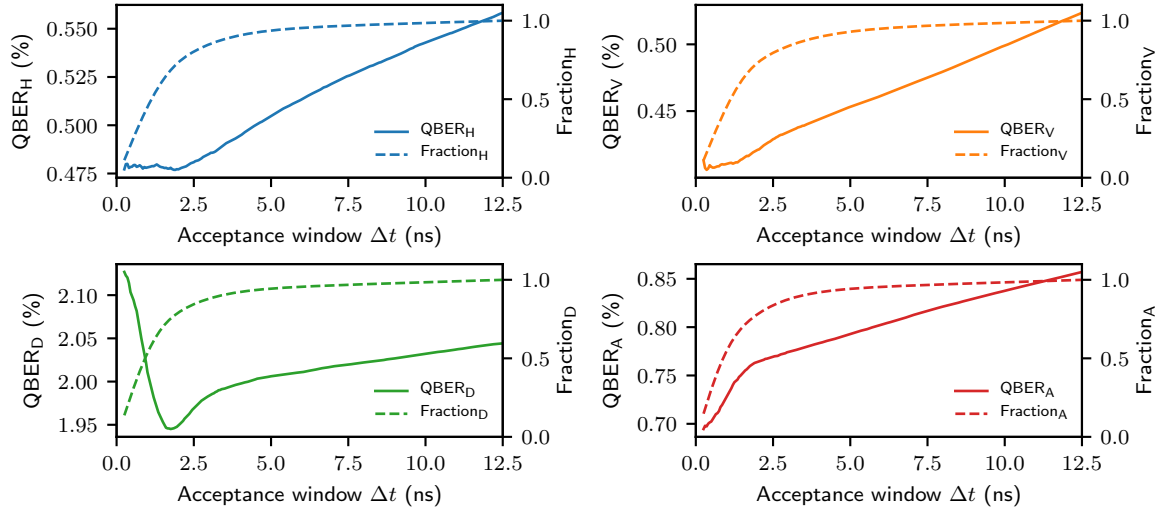 QBER_H (%)
0.550
0.525
0.500
0.475
1.0
0.5
0.0
Fraction_H
QBER_H
Fraction_H
0.0 2.5 5.0 7.5 10.0 12.5
Acceptance window Δt (ns)
QBER_V (%)
0.50
0.45
1.0
0.5
0.0
Fraction_V
QBER_V
Fraction_V
0.0 2.5 5.0 7.5 10.0 12.5
Acceptance window Δt (ns)
QBER_D (%)
2.10
2.05
2.00
1.95
1.0
0.5
0.0
Fraction_D
QBER_D
Fraction_D
0.0 2.5 5.0 7.5 10.0 12.5
Acceptance window Δt (ns)
QBER_A (%)
0.85
0.80
0.75
0.70
1.0
0.5
0.0
Fraction_A
QBER_A
Fraction_A
0.0 2.5 5.0 7.5 10.0 12.5
Acceptance window Δt (ns)